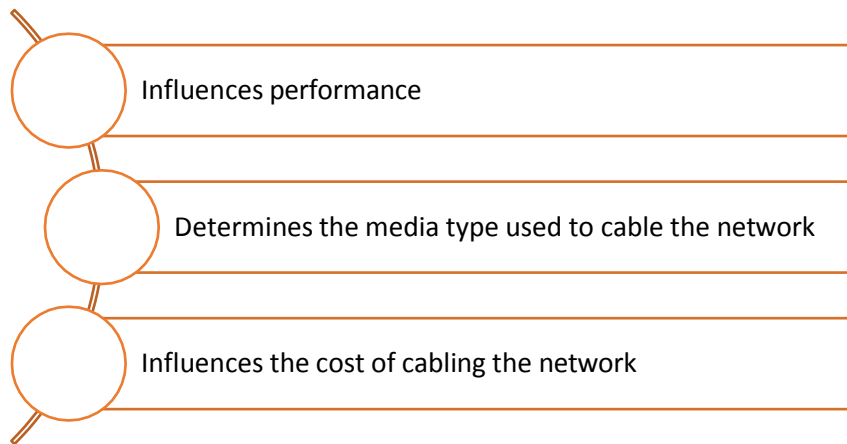 Influences performance
Determines the media type used to cable the network
Influences the cost of cabling the network